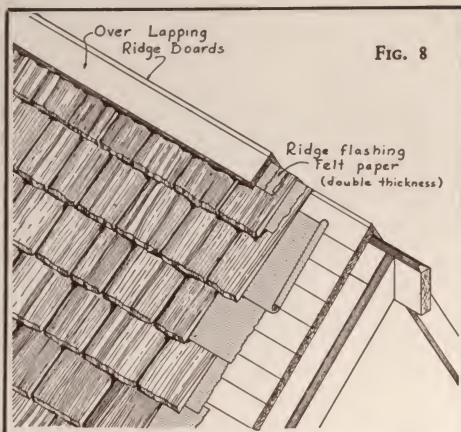 Over Lapping
Ridge Boards
FIG. 8
Ridge flashing
Felt paper
(double thickness)